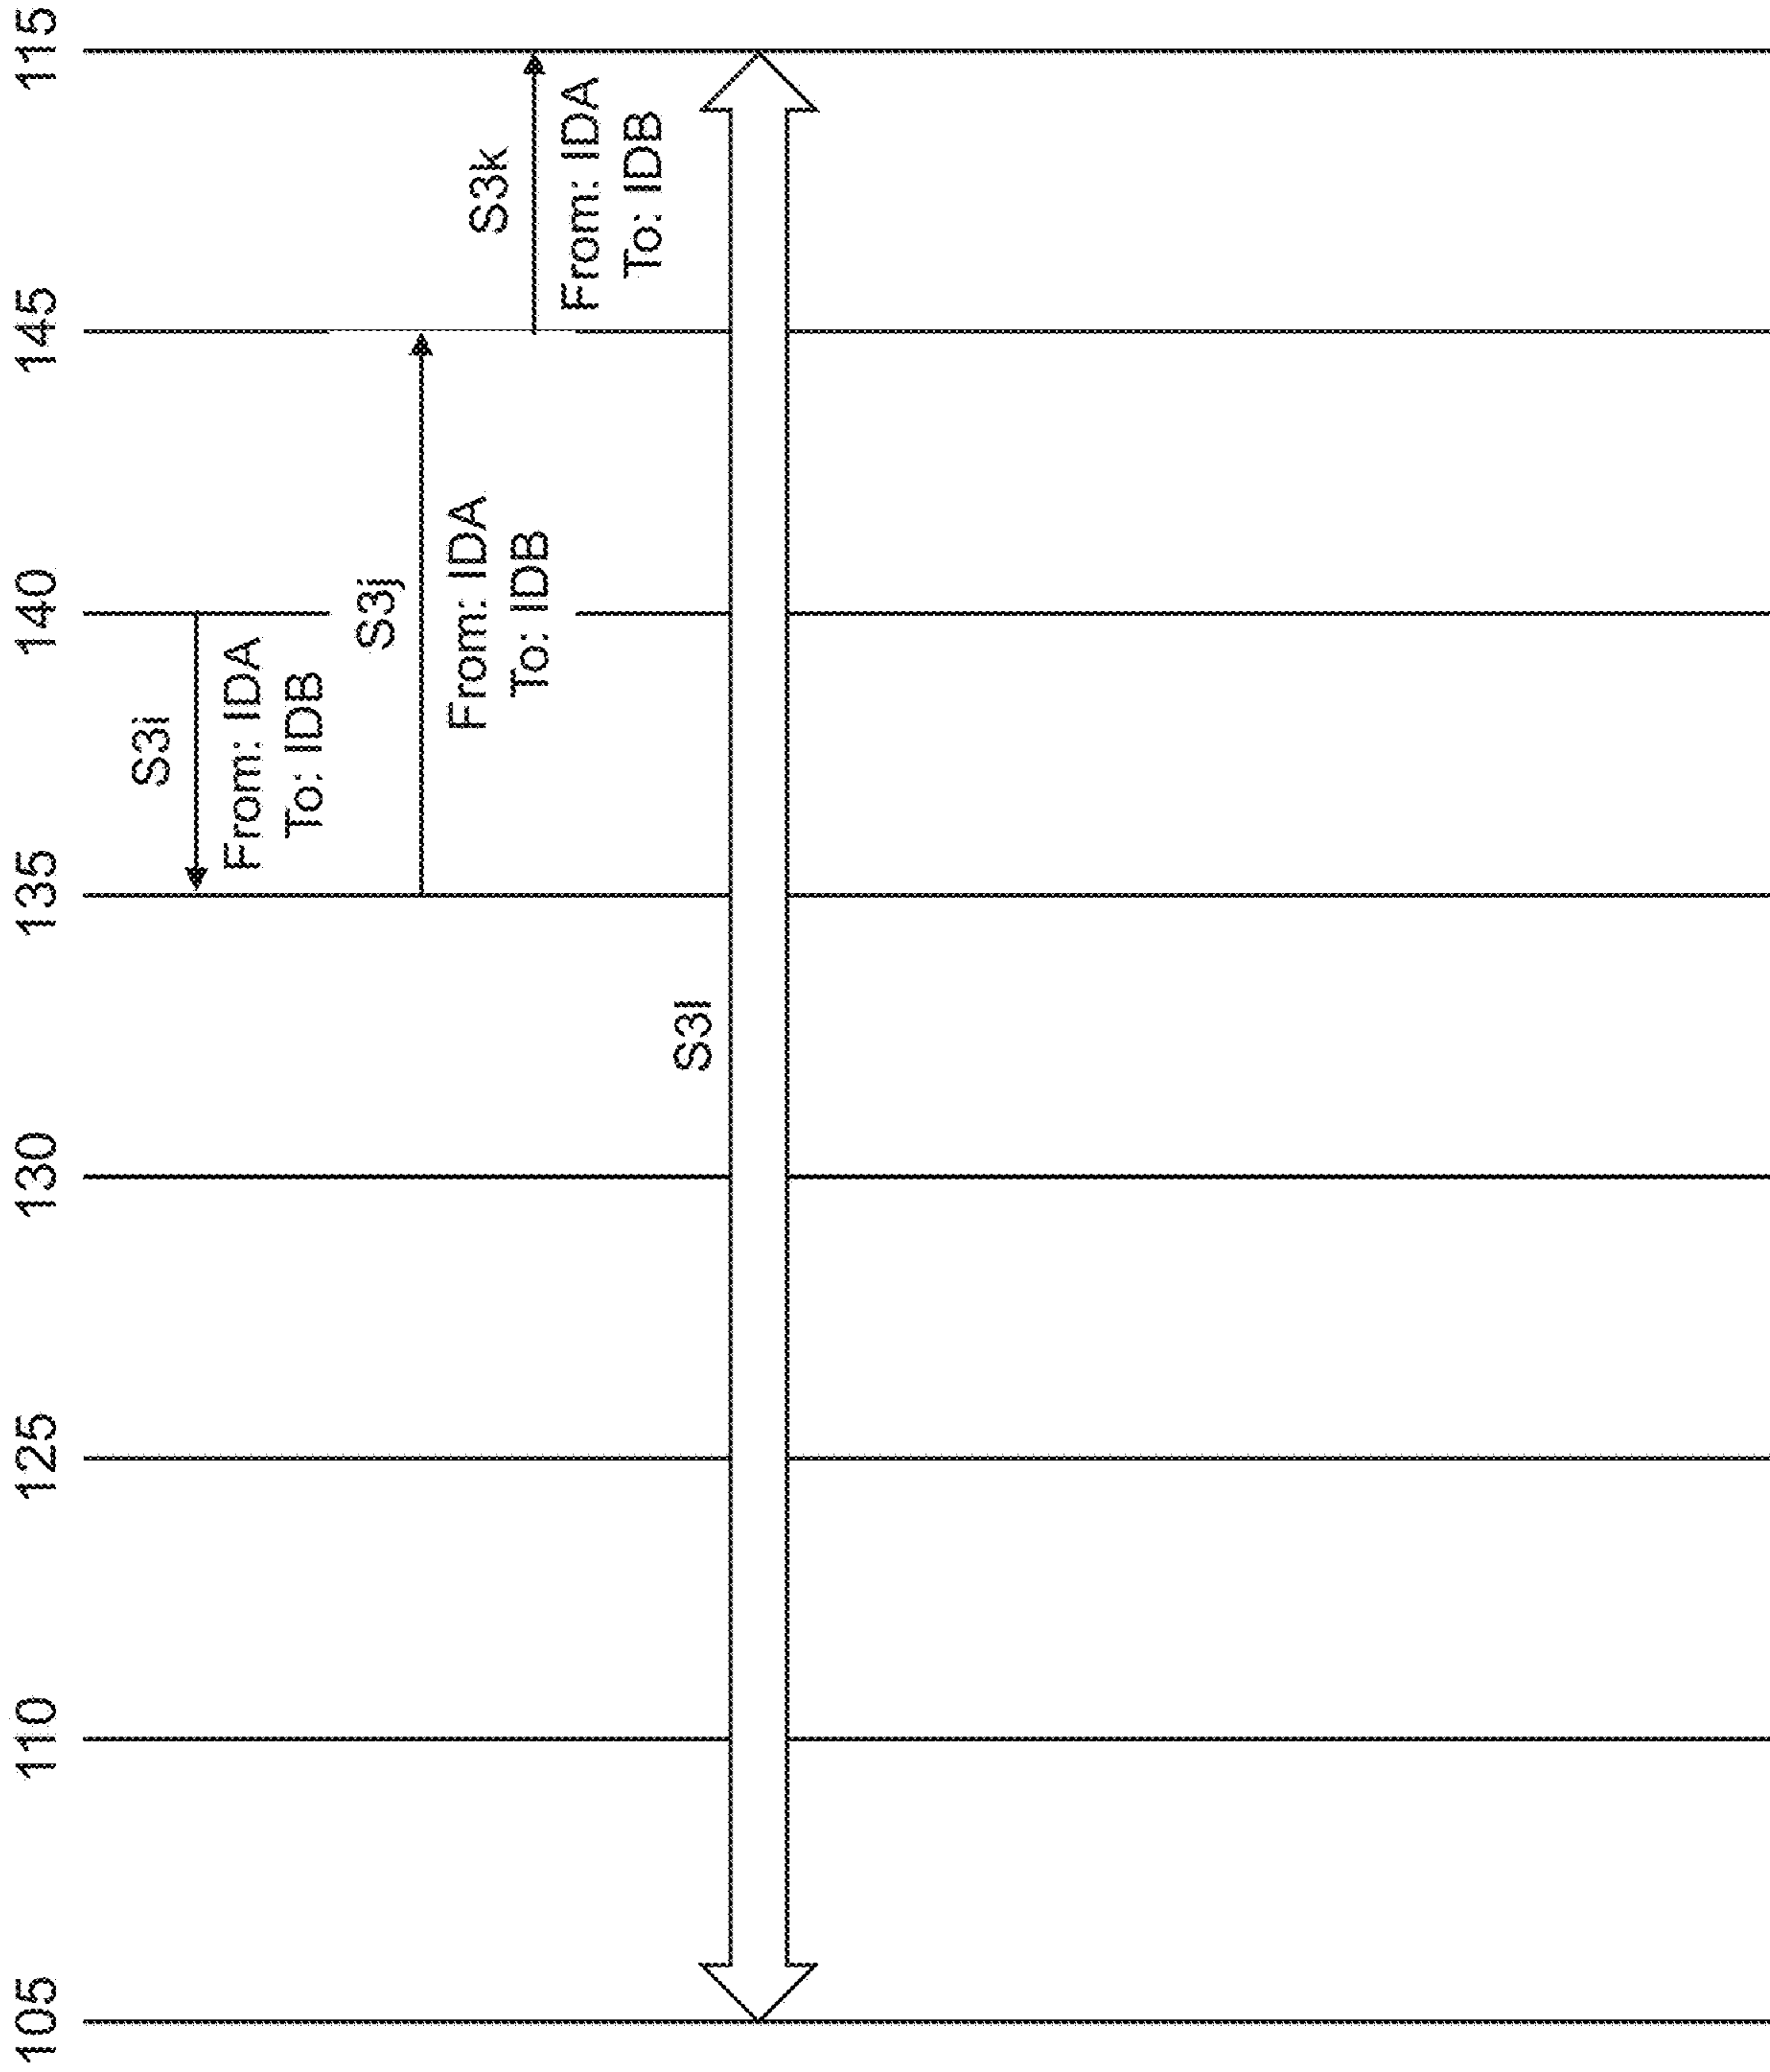 105
110
125
130
135
140
145
115
S3i
From: IDA
To: IDB
S3j
From: IDA
To: IDB
S3k
From: IDA
To: IDB
S3l